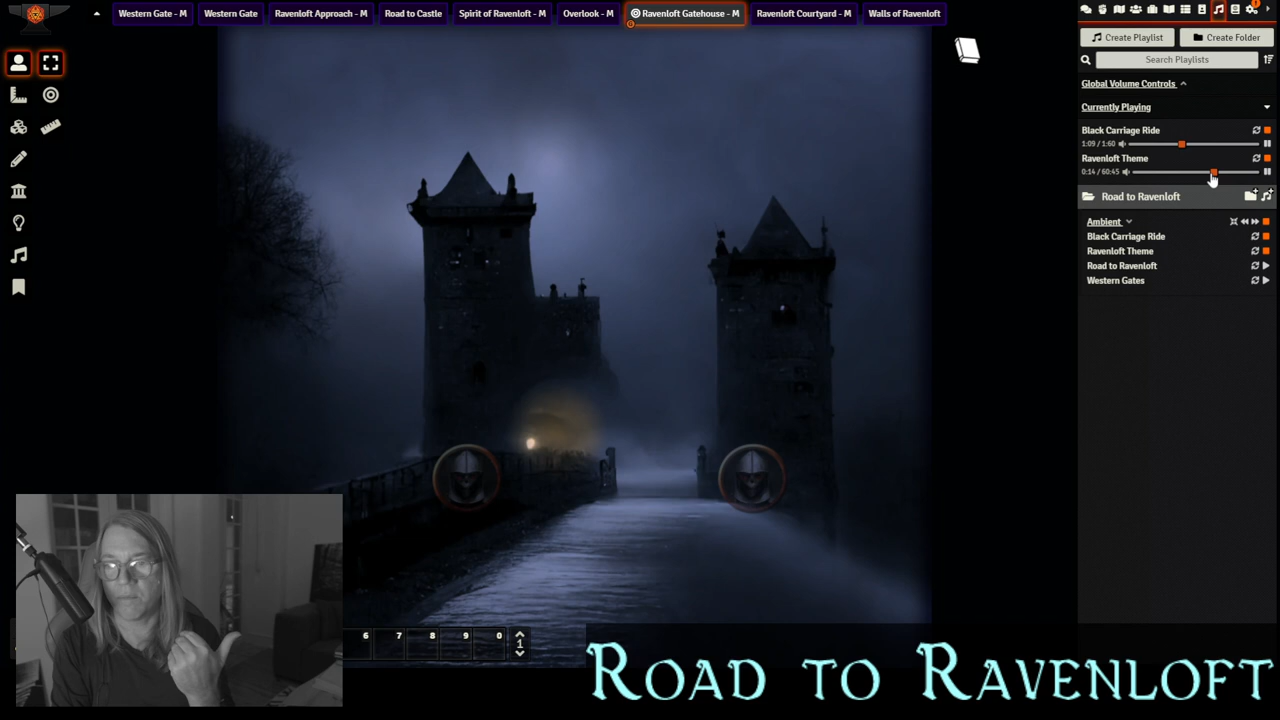 Western Gate - M
Western Gate
Ravenloft Approach - M
Road to Castle
Spirit of Ravenloft - M
Overlook - M
Ravenloft Gatehouse - M
Ravenloft Courtyard - M
Walls of Ravenloft
Create Playlist
Create Folder
Search Playlists
Global Volume Controls
Currently Playing
Black Carriage Ride
1:09 / 1:60
Ravenloft Theme
0:14 / 60:45
Road to Ravenloft
Ambient
Black Carriage Ride
Ravenloft Theme
Road to Ravenloft
Western Gates
6 7 8 9 0
1
Road to Ravenloft